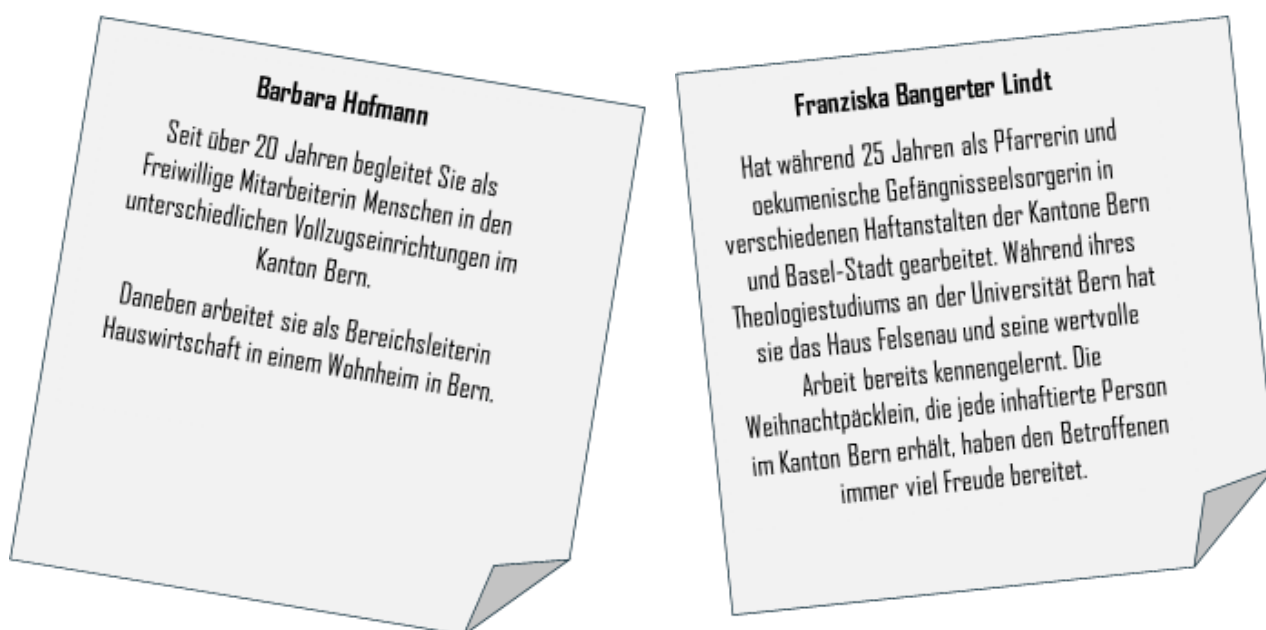 Barbara Hofmann
Seit über 20 Jahren begleitet Sie als
Freiwillige Mitarbeiterin Menschen in den
unterschiedlichen Vollzugseinrichtungen im
Kanton Bern.
Daneben arbeitet sie als Bereichsleiterin
Hauswirtschaft in einem Wohnheim in Bern.
Franziska Bangerter Lindt
Hat während 25 Jahren als Pfarrerin und
oekumenische Gefängnisseelsorgerin in
verschiedenen Haftanstalten der Kantone Bern
und Basel-Stadt gearbeitet. Während ihres
Theologiestudiums an der Universität Bern hat
sie das Haus Felsenau und seine wertvolle
Arbeit bereits kennengelernt. Die
Weihnachtpäcklein, die jede inhaftierte Person
im Kanton Bern erhält, haben den Betroffenen
immer viel Freude bereitet.